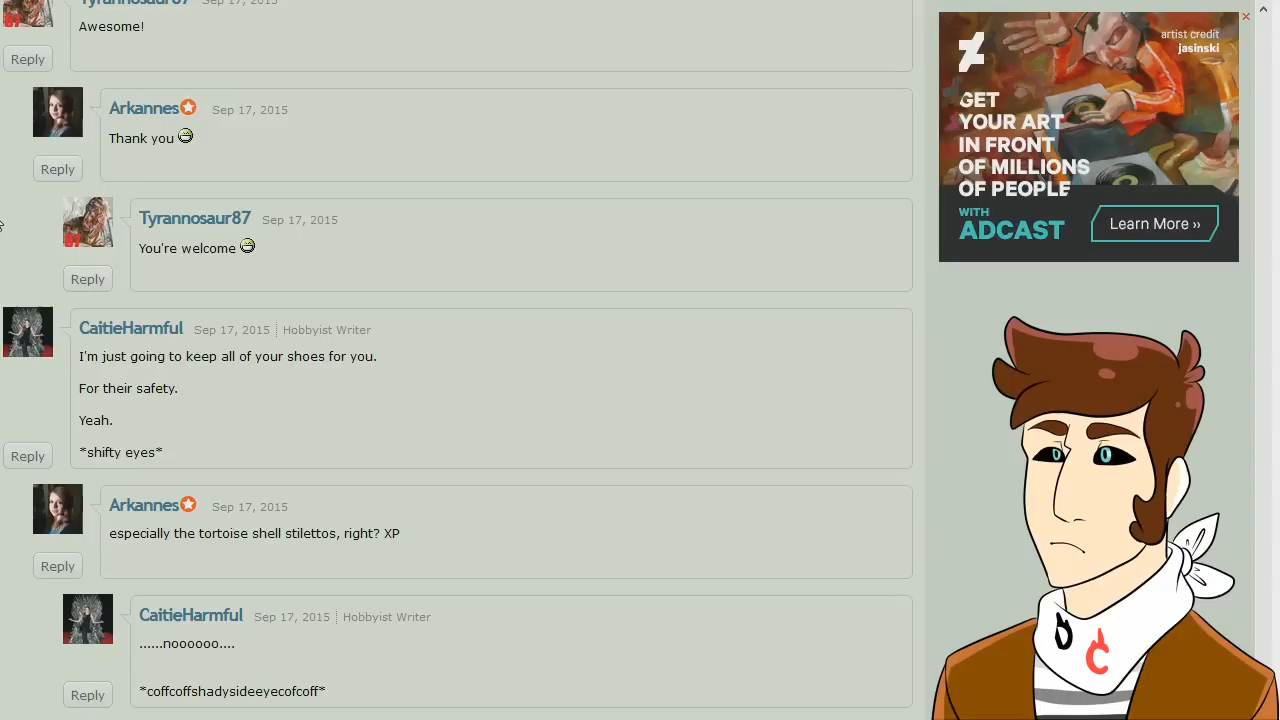 Tyrannosaur87 Sep 17, 2015
Awesome!
Reply
Arkannes Sep 17, 2015
Thank you
Reply
Tyrannosaur87 Sep 17, 2015
You're welcome
Reply
CaitieHarmful Sep 17, 2015 Hobbyist Writer
I'm just going to keep all of your shoes for you.
For their safety.
Yeah.
*shifty eyes*
Reply
Arkannes Sep 17, 2015
especially the tortoise shell stilettos, right? XP
Reply
CaitieHarmful Sep 17, 2015 Hobbyist Writer
......noooooo....
*coffcoffshadysideeyecofcoff*
Reply
artist credit
jasinski
GET
YOUR ART
IN FRONT
OF MILLIONS
OF PEOPLE
WITH
ADCAST
Learn More ››
D
C